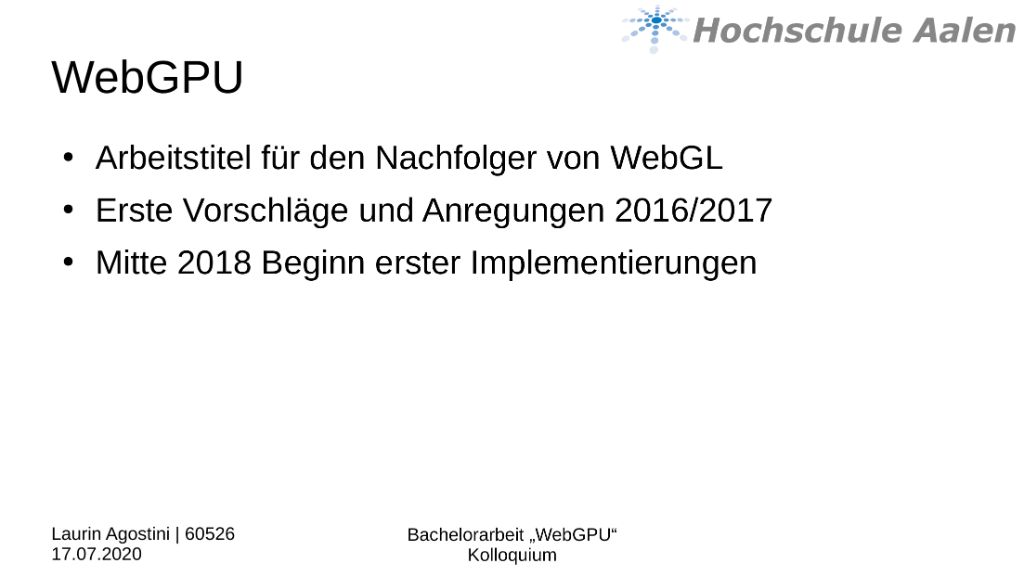 Hochschule Aalen
WebGPU
• Arbeitstitel für den Nachfolger von WebGL
• Erste Vorschläge und Anregungen 2016/2017
• Mitte 2018 Beginn erster Implementierungen
Laurin Agostini | 60526
17.07.2020
Bachelorarbeit „WebGPU“
Kolloquium